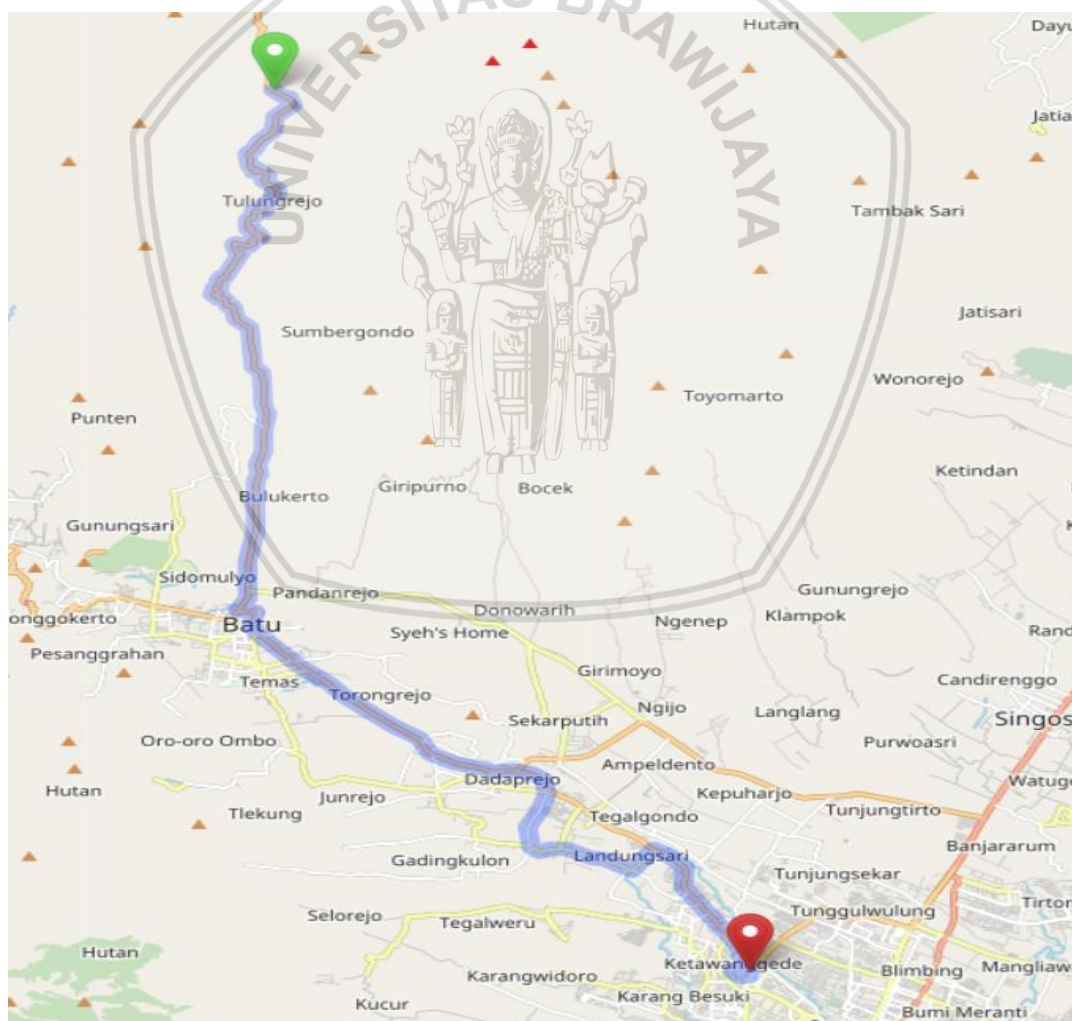 UNIVERSITAS BRAWIJAYA
Hutan
Jatia
Tulungrejo
Tambak Sari
Jatisari
Sumbergondo
Wonorejo
Toyomarto
Punten
Ketindan
Giripurno
Bocek
Bulukerto
Gunungsari
Sidomulyo
Gunungrejo
Pandanrejo
Donowarih
Klampok
onggokerto
Batu
Ngenep
Syeh's Home
Rand
Pesanggrahan
Girimoyo
Temas
Candirenggo
Torongrejo
Ngijo
Langlang
Sekarputih
Singos
Oro-oro Ombo
Purwoasri
Ampeldento
Dadaprejo
Watuge
Hutan
Junrejo
Kepuharjo
Tlekung
Tegalgondo
Tunjungtirto
Banjararum
Gadingkulon
Landungsari
Tunjungsekar
Tirtom
Selorejo
Tegalweru
Tunggulwulung
Hutan
Ketawanggede
Karangwidoro
Blimbing
Mangliaw
Kucur
Karang Besuki
Bumi Meranti